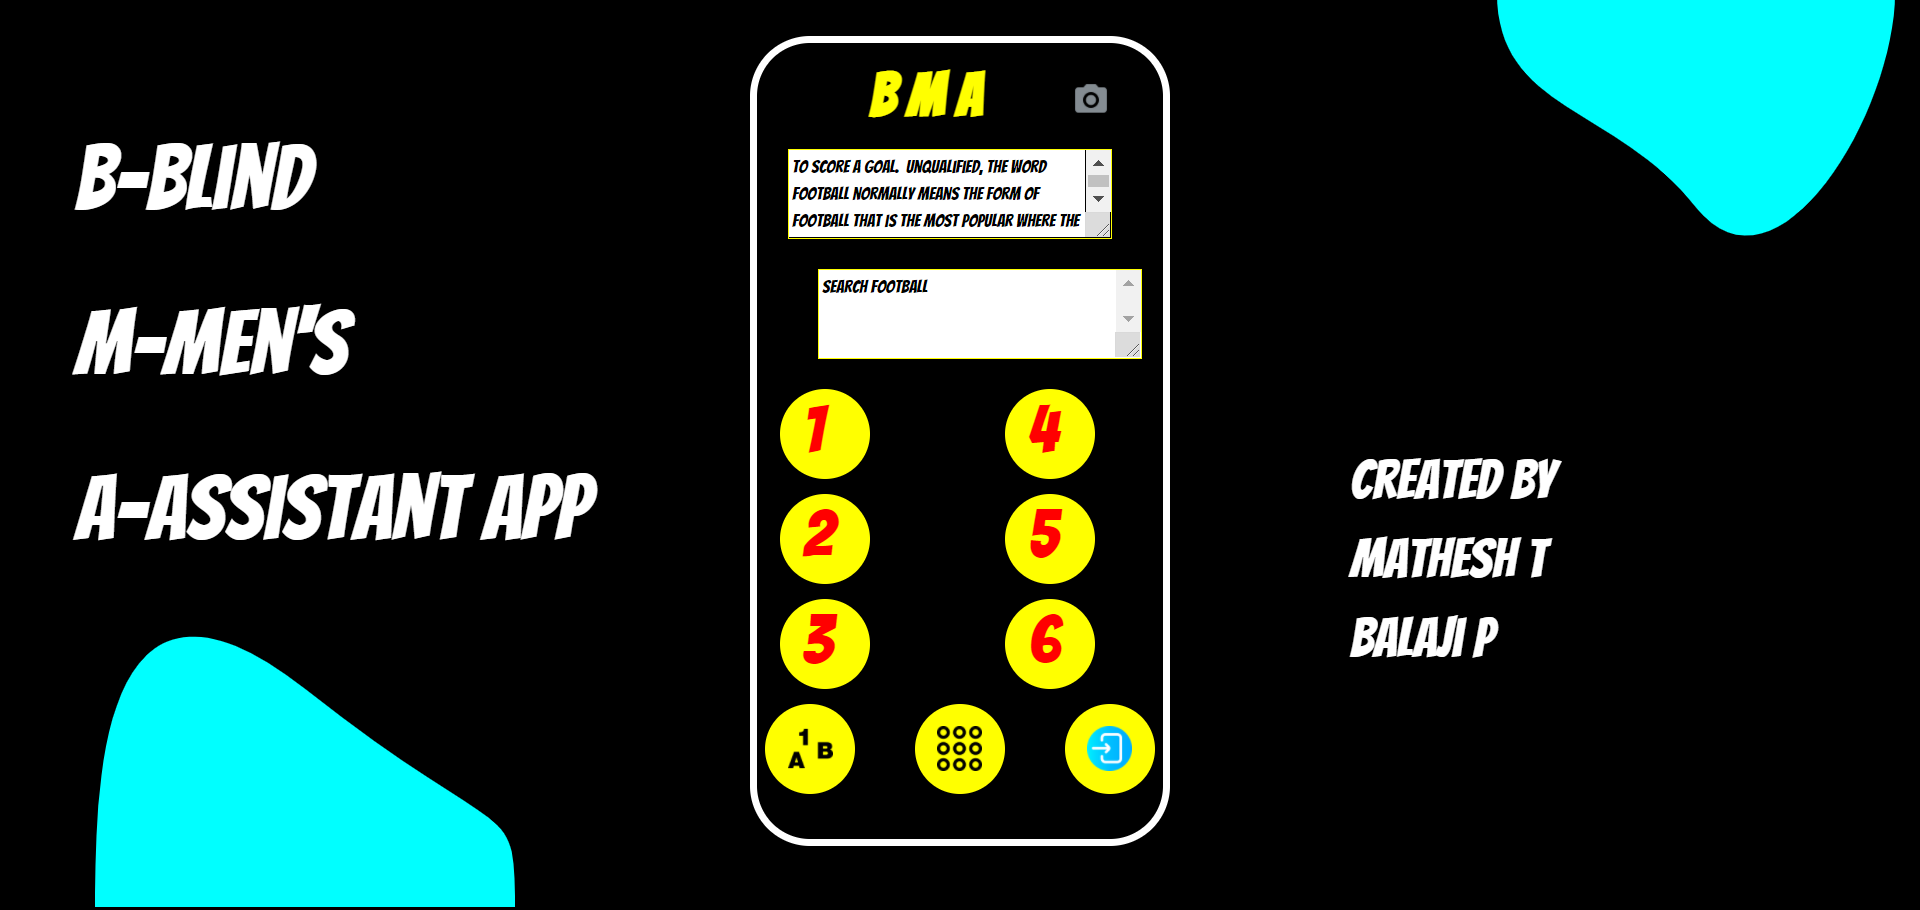 B-BLIND
M-MEN'S
A-ASSISTANT APP
BMA
TO SCORE A GOAL. UNQUALIFIED, THE WORD
FOOTBALL NORMALLY MEANS THE FORM OF
FOOTBALL THAT IS THE MOST POPULAR WHERE THE
SEARCH FOOTBALL
1 4
2 5
3 6
1
A B
CREATED BY
MATHESH T
BALAJI P